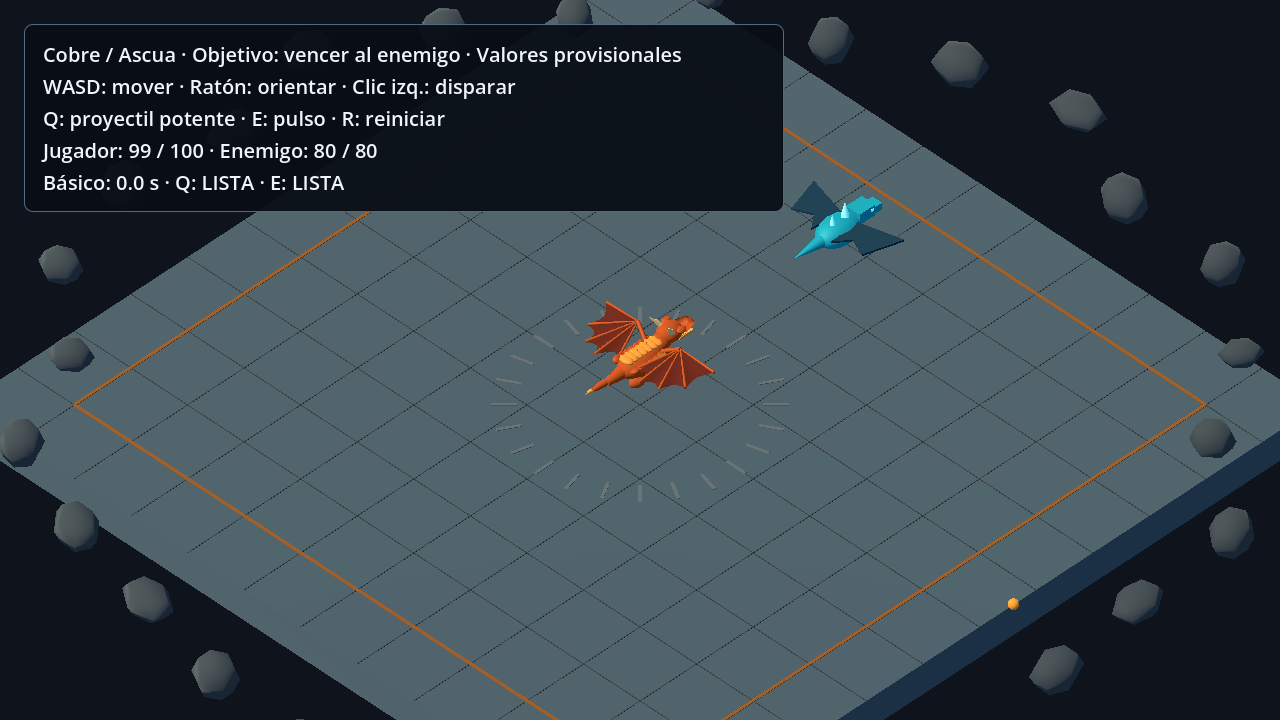 Cobre / Ascua · Objetivo: vencer al enemigo · Valores provisionales
WASD: mover · Ratón: orientar · Clic izq.: disparar
Q: proyectil potente · E: pulso · R: reiniciar
Jugador: 99 / 100 · Enemigo: 80 / 80
Básico: 0.0 s · Q: LISTA · E: LISTA